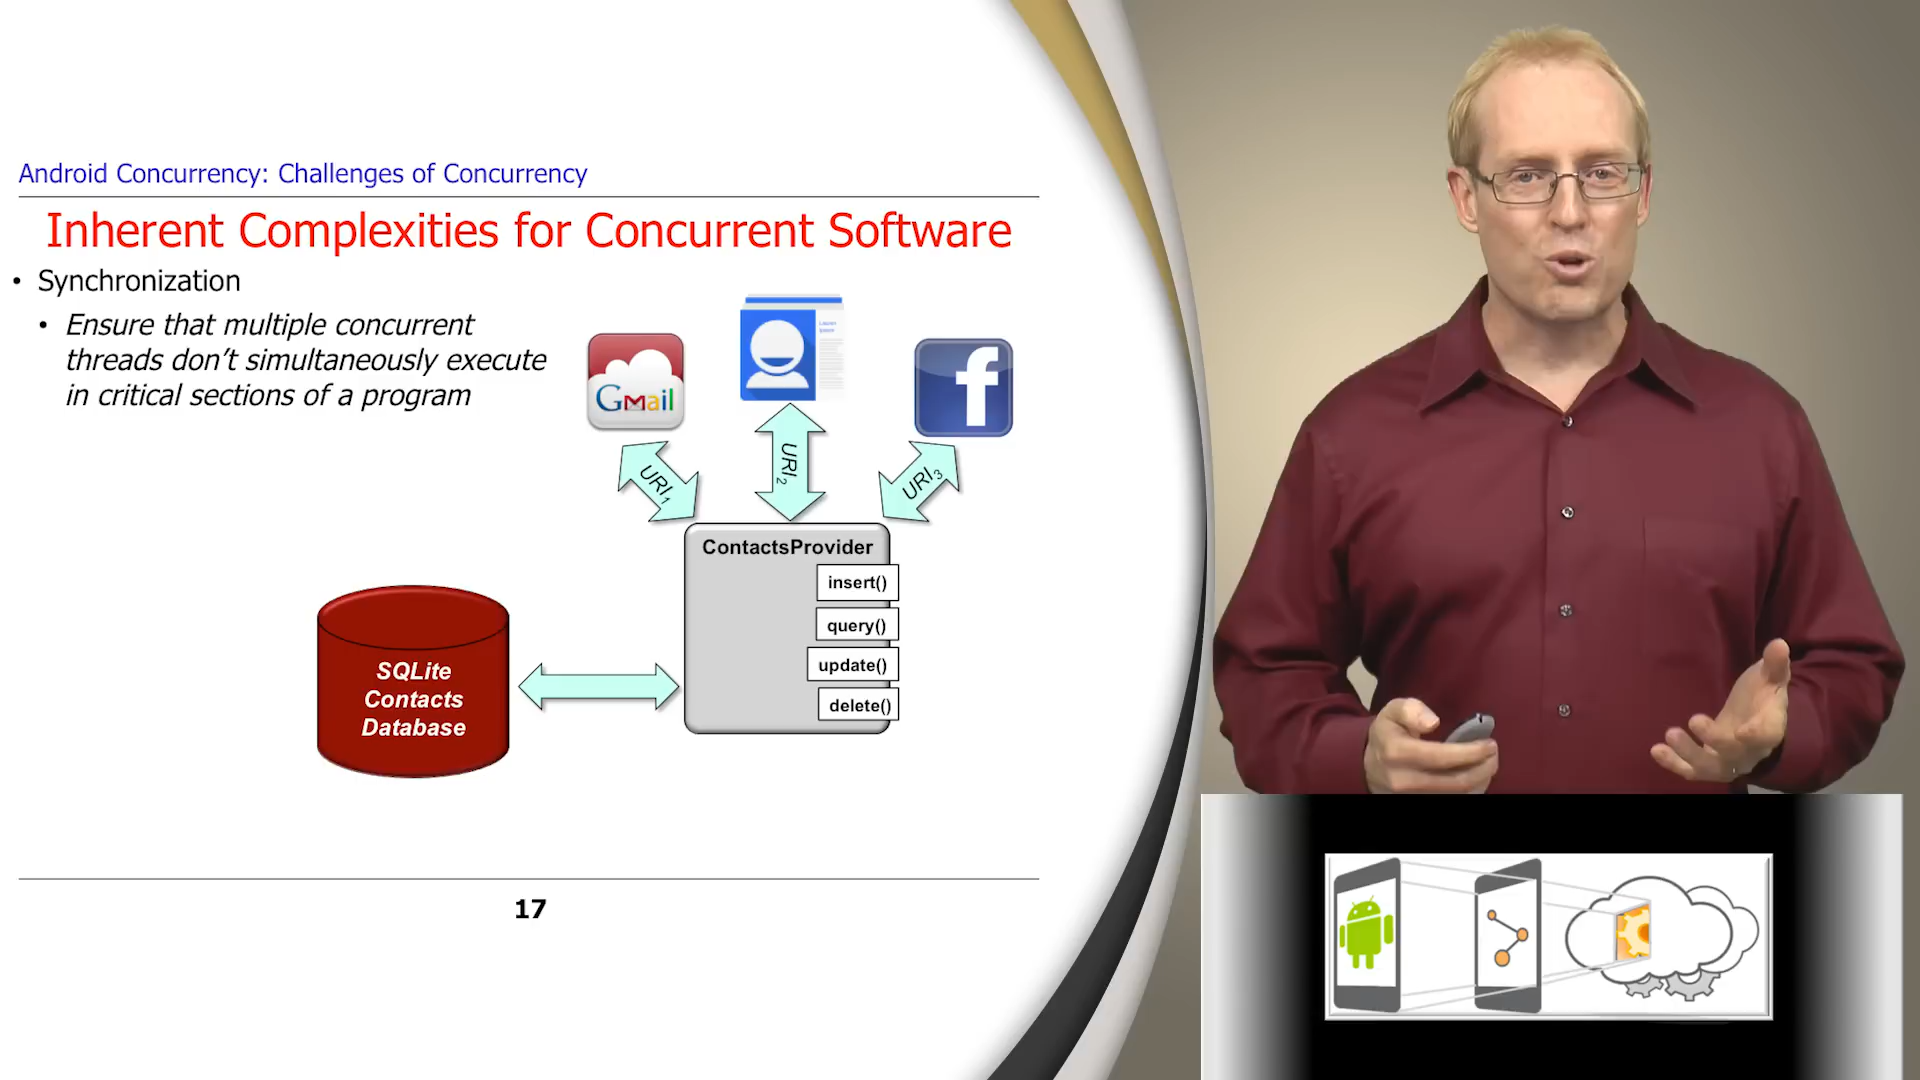 Android Concurrency: Challenges of Concurrency
Inherent Complexities for Concurrent Software
• Synchronization
• Ensure that multiple concurrent
threads don't simultaneously execute
in critical sections of a program
Gmail
f
URI1
URI2
URI3
ContactsProvider
insert()
query()
update()
delete()
SQLite
Contacts
Database
17